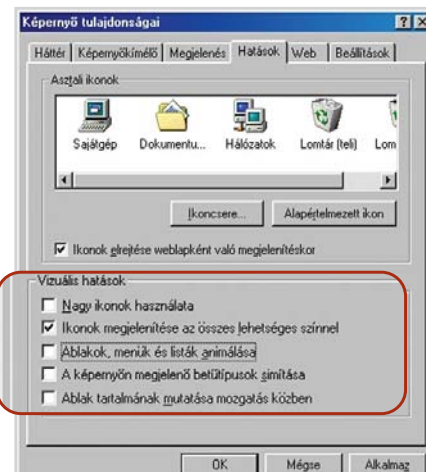 Képernyő tulajdonságai
Háttér Képernyőkímélő Megjelenés Hatások Web Beállítások
Asztali ikonok
Sajátgép Dokumentu... Hálózatok Lomtár (teli) Lom
Ikoncsere... Alapértelmezett ikon
Ikonok elrejtése weblapként való megjelenítéskor
Vizuális hatások
Nagy ikonok használata
Ikonok megjelenítése az összes lehetséges színnel
Ablakok, menük és listák animálása
A képernyőn megjelenő betűtípusok simítása
Ablak tartalmának mutatása mozgatás közben
OK Mégse Alkalmaz